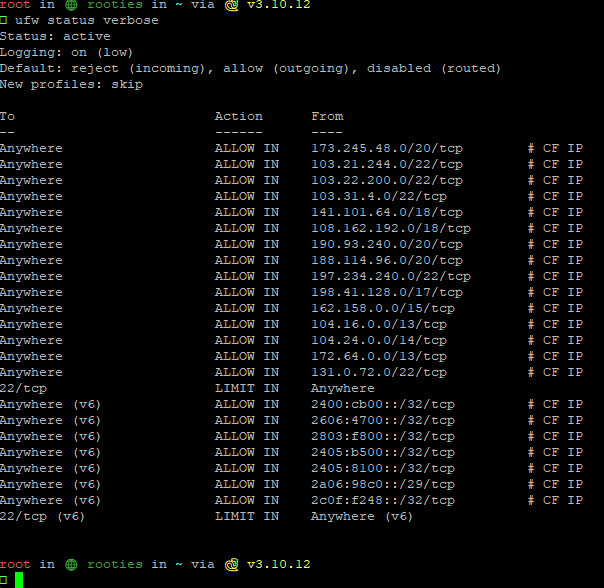 root in 🌐 rooties in ~ via 🐍 v3.10.12
ufw status verbose
Status: active
Logging: on (low)
Default: reject (incoming), allow (outgoing), disabled (routed)
New profiles: skip
To Action From
-- ------ ----
Anywhere ALLOW IN 173.245.48.0/20/tcp # CF IP
Anywhere ALLOW IN 103.21.244.0/22/tcp # CF IP
Anywhere ALLOW IN 103.22.200.0/22/tcp # CF IP
Anywhere ALLOW IN 103.31.4.0/22/tcp # CF IP
Anywhere ALLOW IN 141.101.64.0/18/tcp # CF IP
Anywhere ALLOW IN 108.162.192.0/18/tcp # CF IP
Anywhere ALLOW IN 190.93.240.0/20/tcp # CF IP
Anywhere ALLOW IN 188.114.96.0/20/tcp # CF IP
Anywhere ALLOW IN 197.234.240.0/22/tcp # CF IP
Anywhere ALLOW IN 198.41.128.0/17/tcp # CF IP
Anywhere ALLOW IN 162.158.0.0/15/tcp # CF IP
Anywhere ALLOW IN 104.16.0.0/13/tcp # CF IP
Anywhere ALLOW IN 104.24.0.0/14/tcp # CF IP
Anywhere ALLOW IN 172.64.0.0/13/tcp # CF IP
Anywhere ALLOW IN 131.0.72.0/22/tcp # CF IP
22/tcp LIMIT IN Anywhere
Anywhere (v6) ALLOW IN 2400:cb00::/32/tcp # CF IP
Anywhere (v6) ALLOW IN 2606:4700::/32/tcp # CF IP
Anywhere (v6) ALLOW IN 2803:f800::/32/tcp # CF IP
Anywhere (v6) ALLOW IN 2405:b500::/32/tcp # CF IP
Anywhere (v6) ALLOW IN 2405:8100::/32/tcp # CF IP
Anywhere (v6) ALLOW IN 2a06:98c0::/29/tcp # CF IP
Anywhere (v6) ALLOW IN 2c0f:f248::/32/tcp # CF IP
22/tcp (v6) LIMIT IN Anywhere (v6)
root in 🌐 rooties in ~ via 🐍 v3.10.12